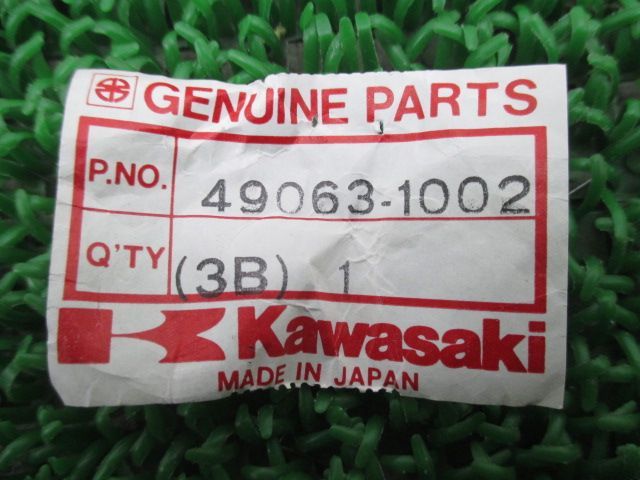 GENUINE PARTS
P.NO. 49063-1002
Q'TY (3B) 1
Kawasaki
MADE IN JAPAN